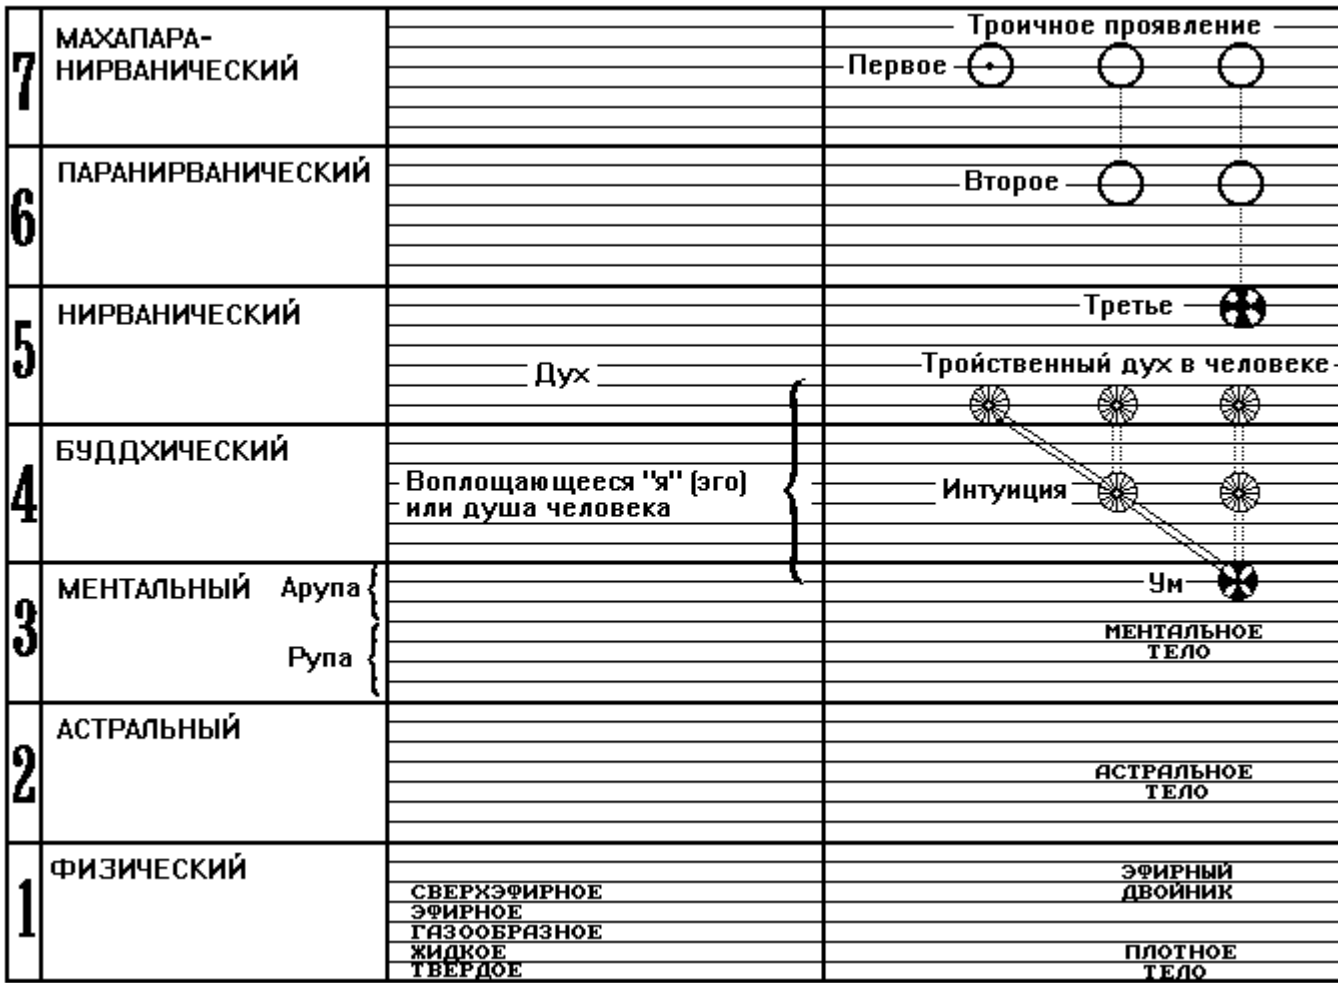 7
МАХАПАРА-
НИРВАНИЧЕСКИЙ
Троичное проявление
Первое
6
ПАРАНИРВАНИЧЕСКИЙ
Второе
5
НИРВАНИЧЕСКИЙ
Третье
Дух
Тройственный дух в человеке
4
БУДДХИЧЕСКИЙ
Воплощающееся "я" (эго)
или душа человека
Интуиция
3
МЕНТАЛЬНЫЙ
Арупа
Рупа
Ум
МЕНТАЛЬНОЕ
ТЕЛО
2
АСТРАЛЬНЫЙ
АСТРАЛЬНОЕ
ТЕЛО
1
ФИЗИЧЕСКИЙ
СВЕРХЭФИРНОЕ
ЭФИРНОЕ
ГАЗООБРАЗНОЕ
ЖИДКОЕ
ТВЕРДОЕ
ЭФИРНЫЙ
ДВОЙНИК
ПЛОТНОЕ
ТЕЛО